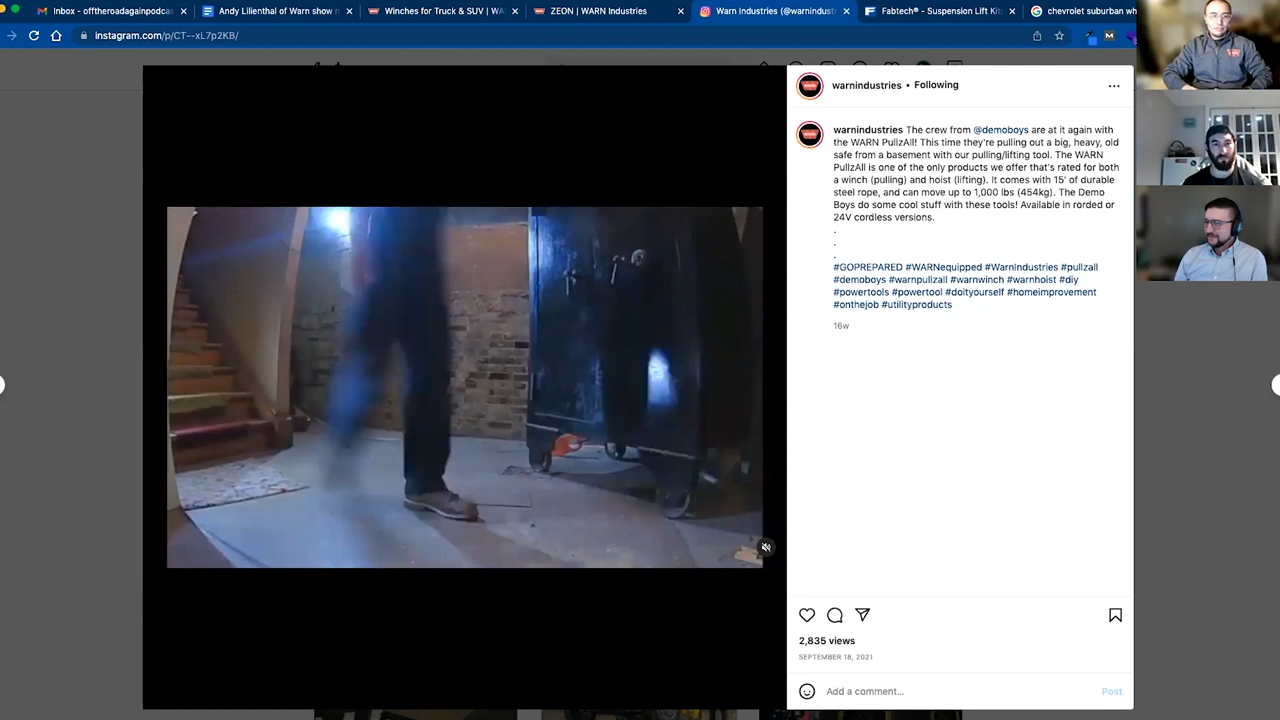 Inbox - offtheroadagainpodcas
Andy Lilienthal of Warn show n
Winches for Truck & SUV | WA
ZEON | WARN Industries
Warn Industries (@warnindust
Fabtech® - Suspension Lift Kit
chevrolet suburban wh
instagram.com/p/CT--xL7p2KB/
warnindustries • Following
warnindustries The crew from @demoboys are at it again with
the WARN PullzAll! This time they're pulling out a big, heavy, old
safe from a basement with our pulling/lifting tool. The WARN
PullzAll is one of the only products we offer that's rated for both
a winch (pulling) and hoist (lifting). It comes with 15' of durable
steel rope, and can move up to 1,000 lbs (454kg). The Demo
Boys do some cool stuff with these tools! Available in rorded or
24V cordless versions.
.
.
.
#GOPREPARED #WARNequipped #WarnIndustries #pullzall
#demoboys #warnpullzall #warnwinch #warnhoist #diy
#powertools #powertool #doityourself #homeimprovement
#onthejob #utilityproducts
16w
2,835 views
SEPTEMBER 18, 2021
Add a comment...
Post